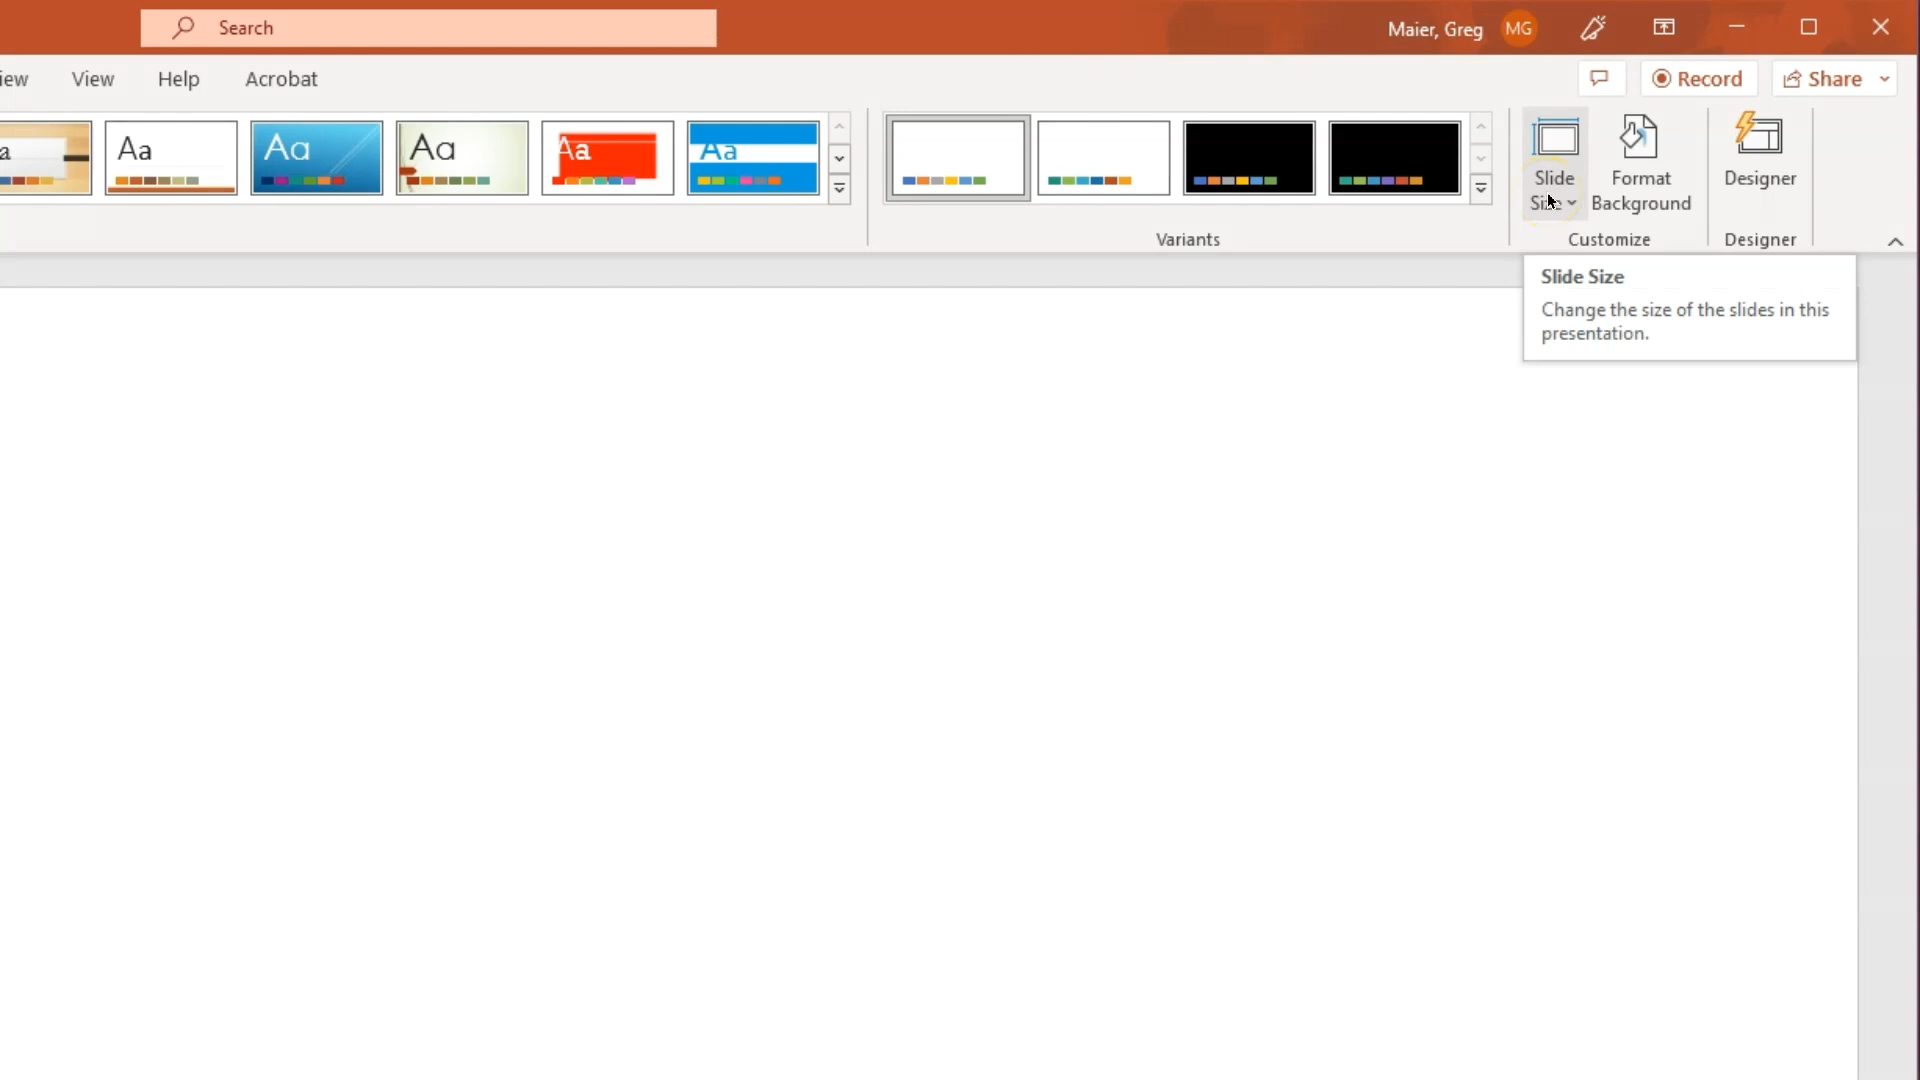 Search
Maier, Greg
MG
iew
View
Help
Acrobat
Record
Share
a
Aa
Aa
Aa
Aa
Aa
Slide
Size
Format
Background
Designer
Variants
Customize
Designer
Slide Size
Change the size of the slides in this
presentation.